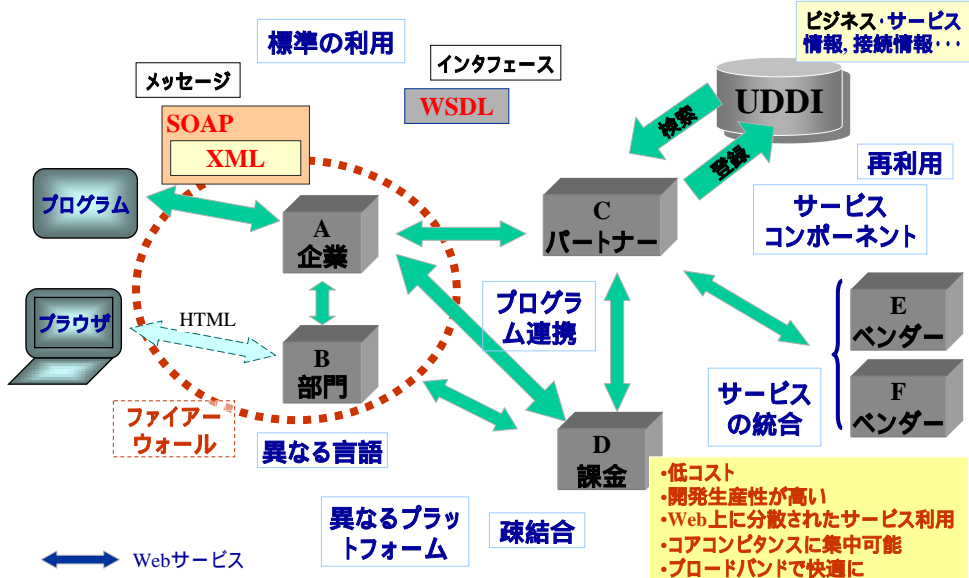 標準の利用
ビジネス・サービス
情報, 接続情報・・・
メッセージ
インタフェース
SOAP
XML
WSDL
UDDI
検索
登録
再利用
プログラム
A
企業
C
パートナー
サービス
コンポーネント
ブラウザ
HTML
B
部門
プログラ
ム連携
E
ベンダー
F
ベンダー
サービス
の統合
ファイアー
ウォール
異なる言語
D
課金
異なるプラッ
トフォーム
疎結合
•低コスト
•開発生産性が高い
•Web上に分散されたサービス利用
•コアコンピタンスに集中可能
•ブロードバンドで快適に
Webサービス